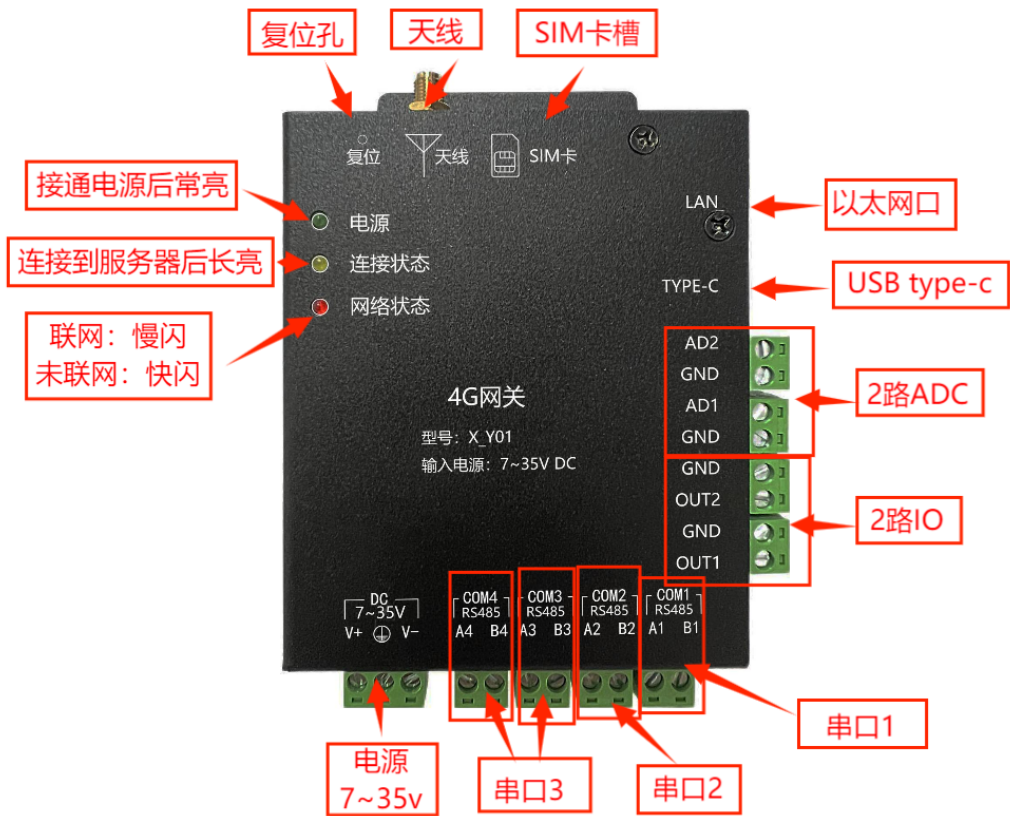 复位孔
天线
SIM卡槽
复位
天线
SIM卡
接通电源后常亮
电源
LAN
以太网口
连接到服务器后长亮
连接状态
TYPE-C
USB type-c
联网：慢闪
未联网：快闪
网络状态
AD2
GND
AD1
GND
2路ADC
4G网关
型号：X_Y01
输入电源：7~35V DC
GND
OUT2
GND
OUT1
2路IO
DC
7~35V
V+ V-
COM4
RS485
A4 B4
COM3
RS485
A3 B3
COM2
RS485
A2 B2
COM1
RS485
A1 B1
电源
7~35v
串口3
串口2
串口1